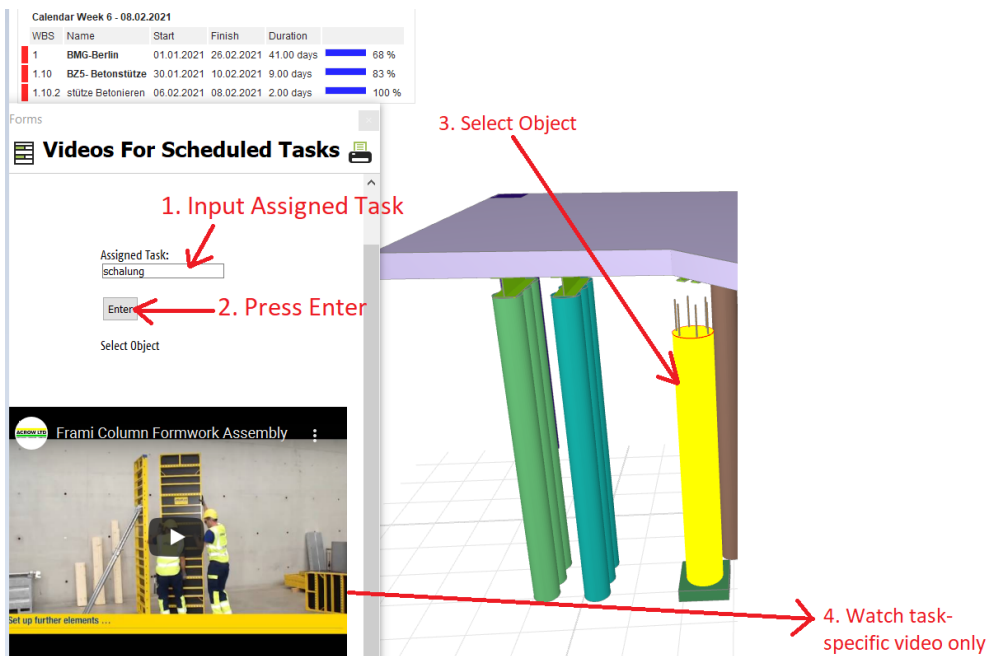 Calendar Week 6 - 08.02.2021
WBS Name Start Finish Duration
1 BMG-Berlin 01.01.2021 26.02.2021 41.00 days 68 %
1.10 BZ5- Betonstütze 30.01.2021 10.02.2021 9.00 days 83 %
1.10.2 stütze Betonieren 06.02.2021 08.02.2021 2.00 days 100 %
Forms
Videos For Scheduled Tasks
1. Input Assigned Task
Assigned Task:
schalung
Enter
2. Press Enter
Select Object
3. Select Object
ACROW LTD
Frami Column Formwork Assembly
Set up further elements ...
4. Watch task-
specific video only